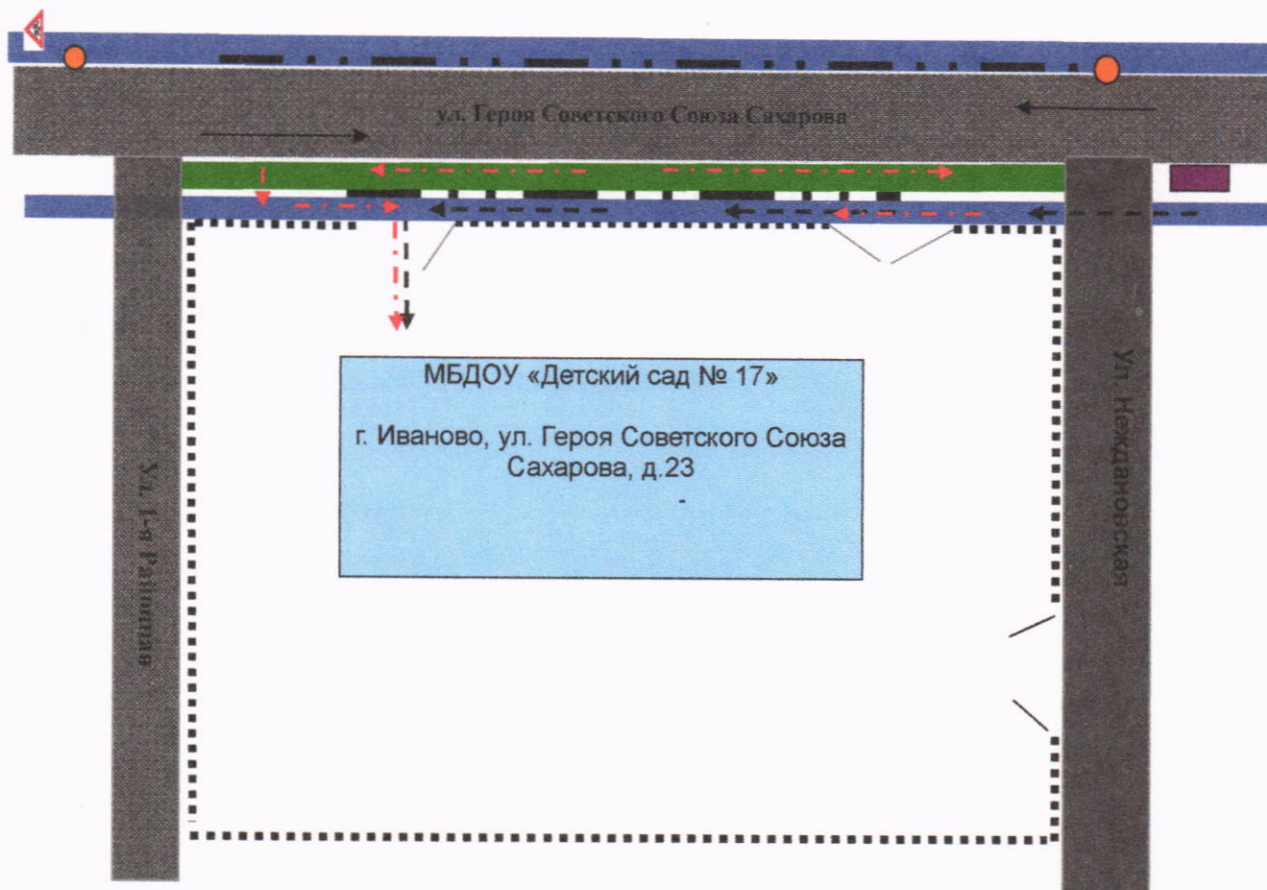 ул. Героя Советского Союза Сахарова
МБДОУ «Детский сад № 17»
г. Иваново, ул. Героя Советского Союза
Сахарова, д.23
Ул. 1-я Районная
Ул. Неждановская